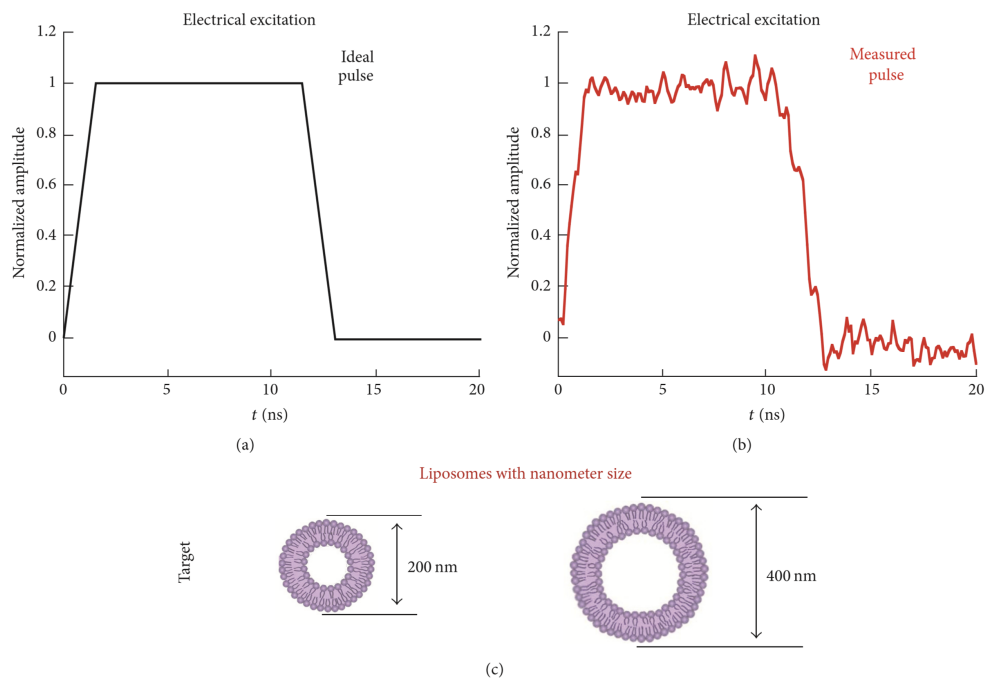 Electrical excitation
1.2
1
0.8
0.6
0.4
0.2
0
Normalized amplitude
Ideal
pulse
0 5 10 15 20
t (ns)
(a)
Electrical excitation
1.2
1
0.8
0.6
0.4
0.2
0
Normalized amplitude
Measured
pulse
0 5 10 15 20
t (ns)
(b)
Liposomes with nanometer size
Target
200 nm
400 nm
(c)